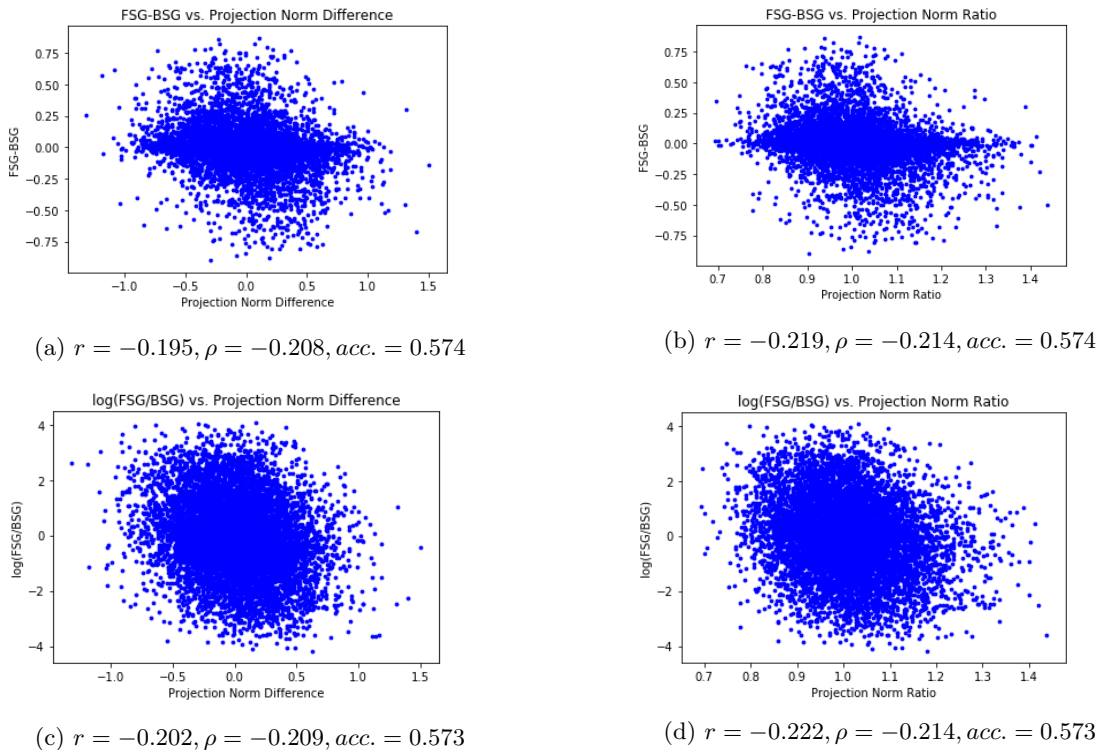 FSG-BSG vs. Projection Norm Difference
0.75
0.50
0.25
0.00
−0.25
−0.50
−0.75
FSG-BSG
−1.0 −0.5 0.0 0.5 1.0 1.5
Projection Norm Difference
(a) r = −0.195, ρ = −0.208, acc. = 0.574
FSG-BSG vs. Projection Norm Ratio
0.75
0.50
0.25
0.00
−0.25
−0.50
−0.75
FSG-BSG
0.7 0.8 0.9 1.0 1.1 1.2 1.3 1.4
Projection Norm Ratio
(b) r = −0.219, ρ = −0.214, acc. = 0.574
log(FSG/BSG) vs. Projection Norm Difference
4
2
0
−2
−4
log(FSG/BSG)
−1.0 −0.5 0.0 0.5 1.0 1.5
Projection Norm Difference
(c) r = −0.202, ρ = −0.209, acc. = 0.573
log(FSG/BSG) vs. Projection Norm Ratio
4
2
0
−2
−4
log(FSG/BSG)
0.7 0.8 0.9 1.0 1.1 1.2 1.3 1.4
Projection Norm Ratio
(d) r = −0.222, ρ = −0.214, acc. = 0.573